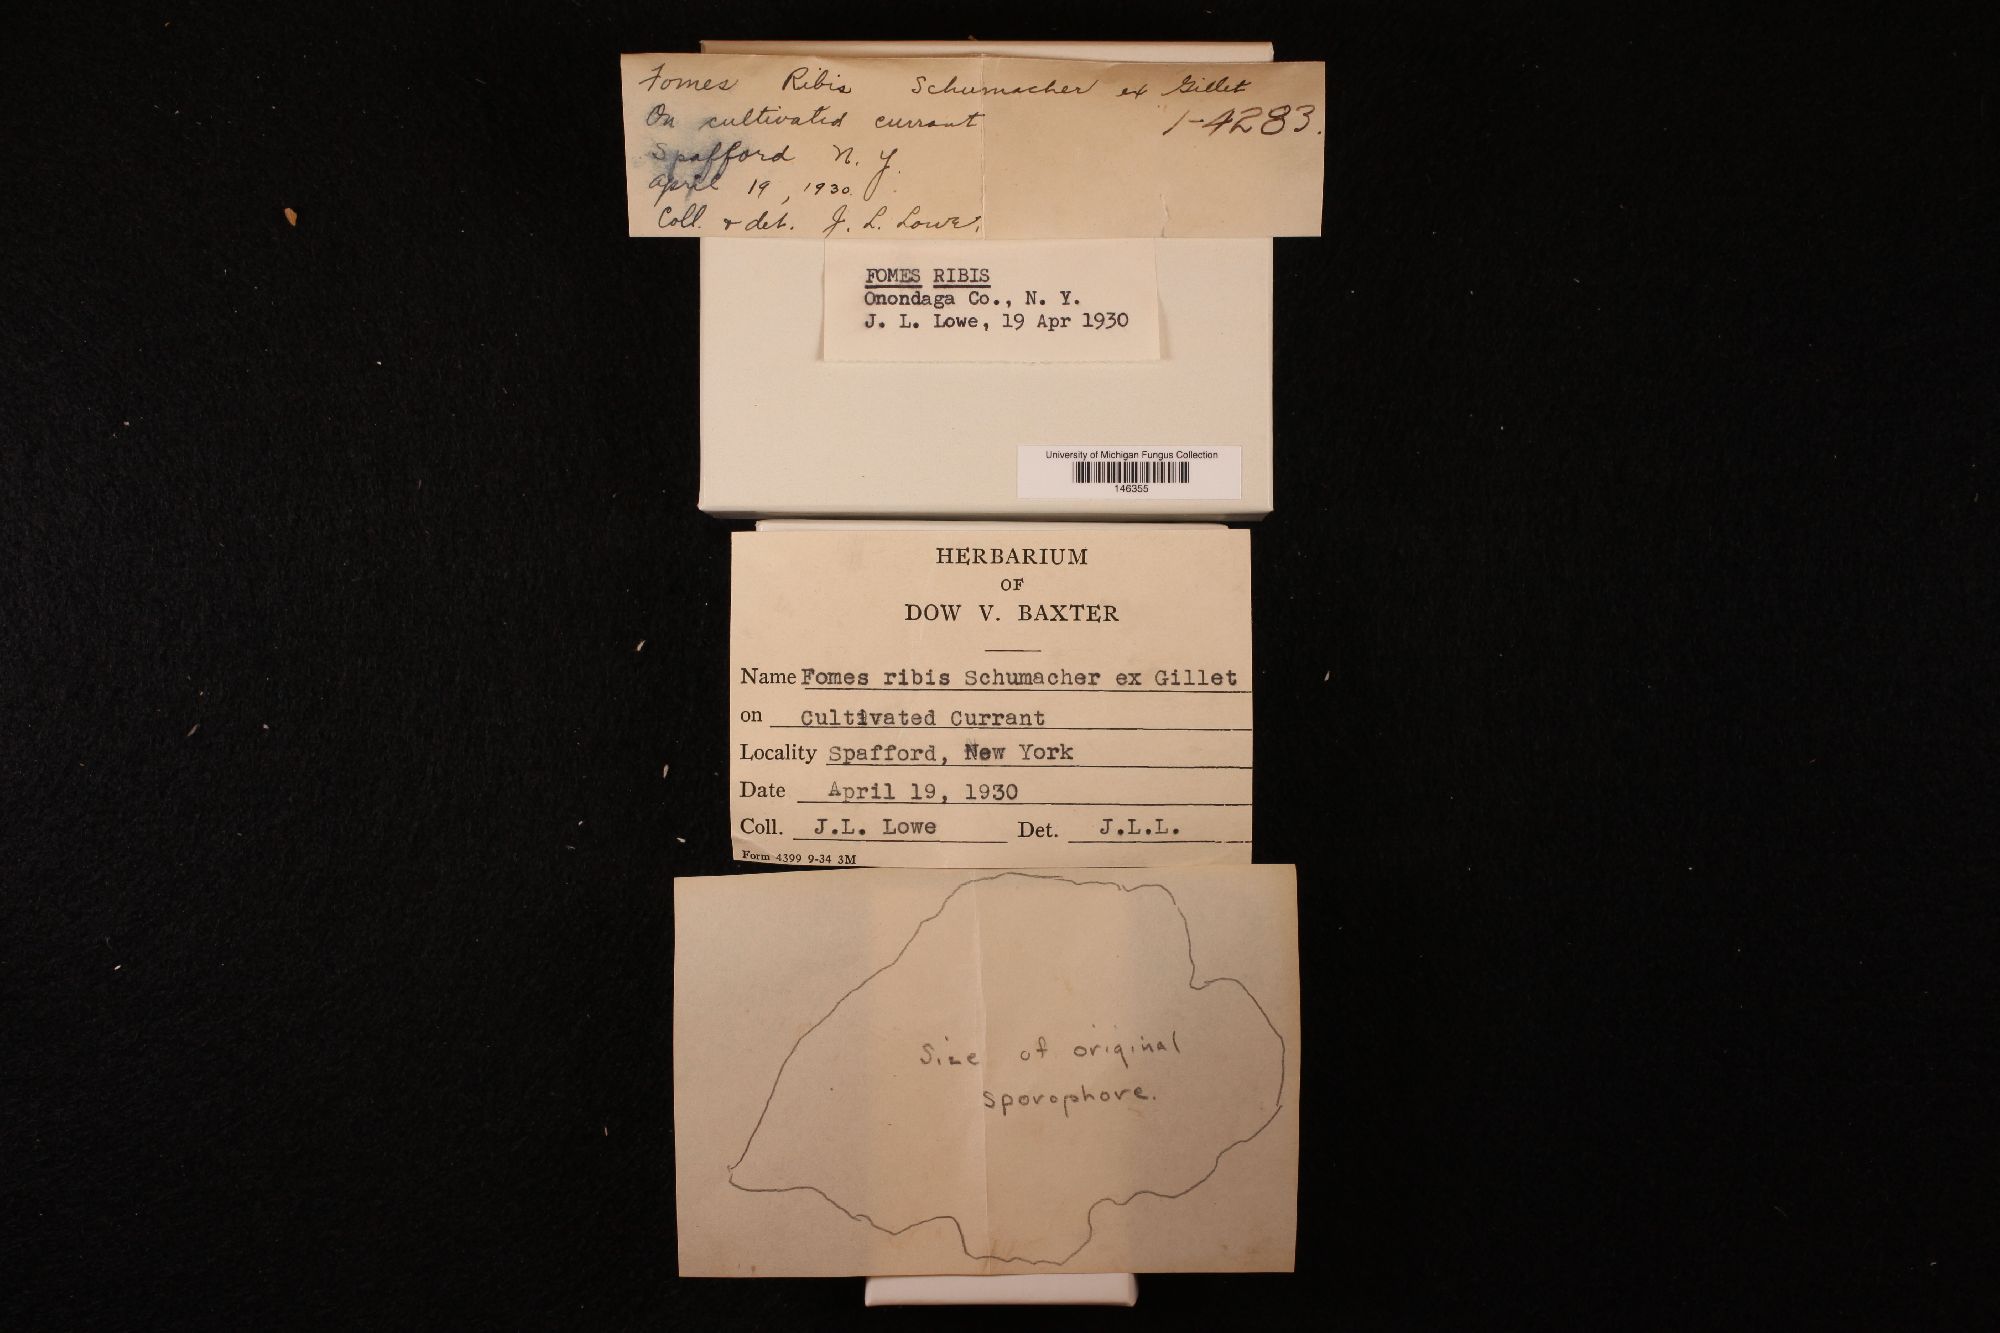 Fomes Ribis Schumacher ex Gillet
On cultivated currant 1-4283.
Spafford N.Y.
April 19, 1930.
Coll. & det. J. L. Lowe.
FOMES RIBIS
Onondaga Co., N. Y.
J. L. Lowe, 19 Apr 1930
University of Michigan Fungus Collection
146355
HERBARIUM
OF
DOW V. BAXTER
Name Fomes ribis Schumacher ex Gillet
on Cultivated Currant
Locality Spafford, New York
Date April 19, 1930
Coll. J.L. Lowe Det. J.L.L.
Form 4399 9-34 3M
Size of original
sporophore.